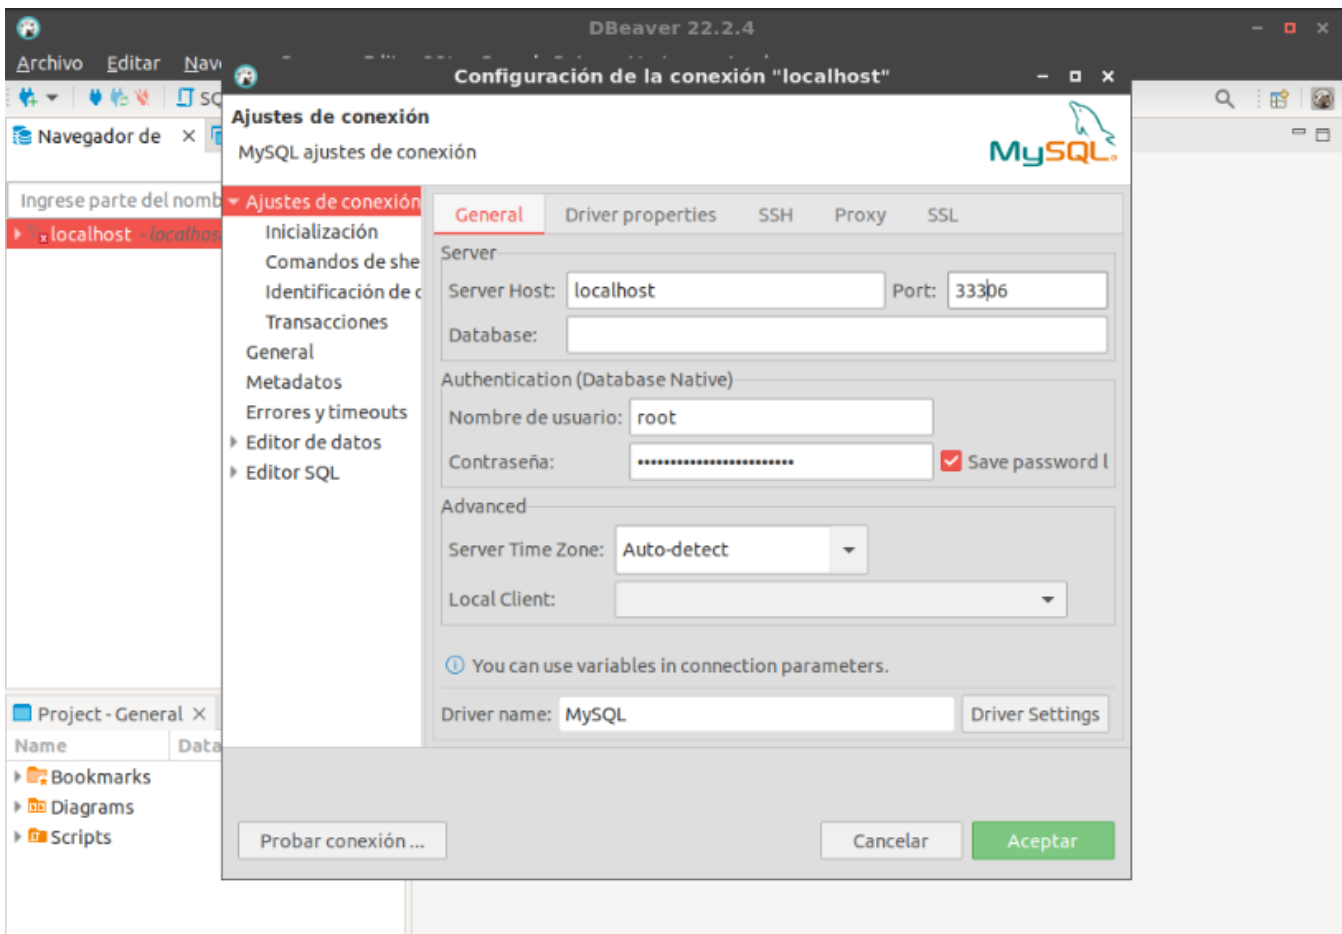 DBeaver 22.2.4
Archivo Editar
Configuración de la conexión "localhost"
Navegador de
Ingrese parte del nomb
localhost - localhos
Ajustes de conexión
MySQL ajustes de conexión
MySQL
Ajustes de conexión
Inicialización
Comandos de she
Identificación de c
Transacciones
General
Metadatos
Errores y timeouts
Editor de datos
Editor SQL
General Driver properties SSH Proxy SSL
Server
Server Host: localhost Port: 33306
Database:
Authentication (Database Native)
Nombre de usuario: root
Contraseña: •••••••••••••••••••••••• Save password l
Advanced
Server Time Zone: Auto-detect
Local Client:
You can use variables in connection parameters.
Driver name: MySQL Driver Settings
Project - General
Name Data
Bookmarks
Diagrams
Scripts
Probar conexión ... Cancelar Aceptar